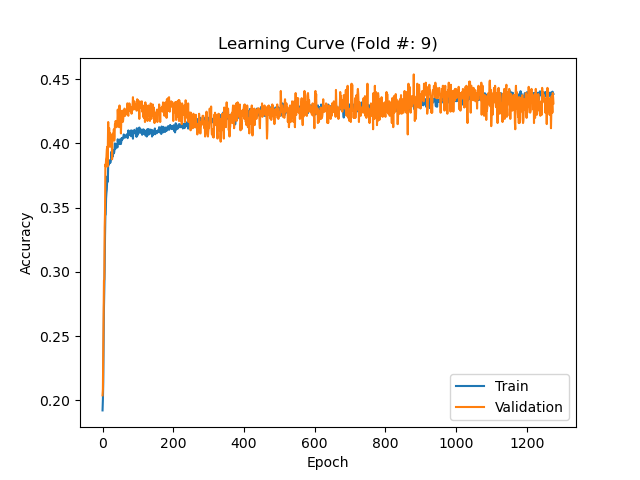 Learning Curve (Fold #: 9)
0.45
0.40
0.35
0.30
0.25
0.20
Accuracy
Train
Validation
0 200 400 600 800 1000 1200
Epoch